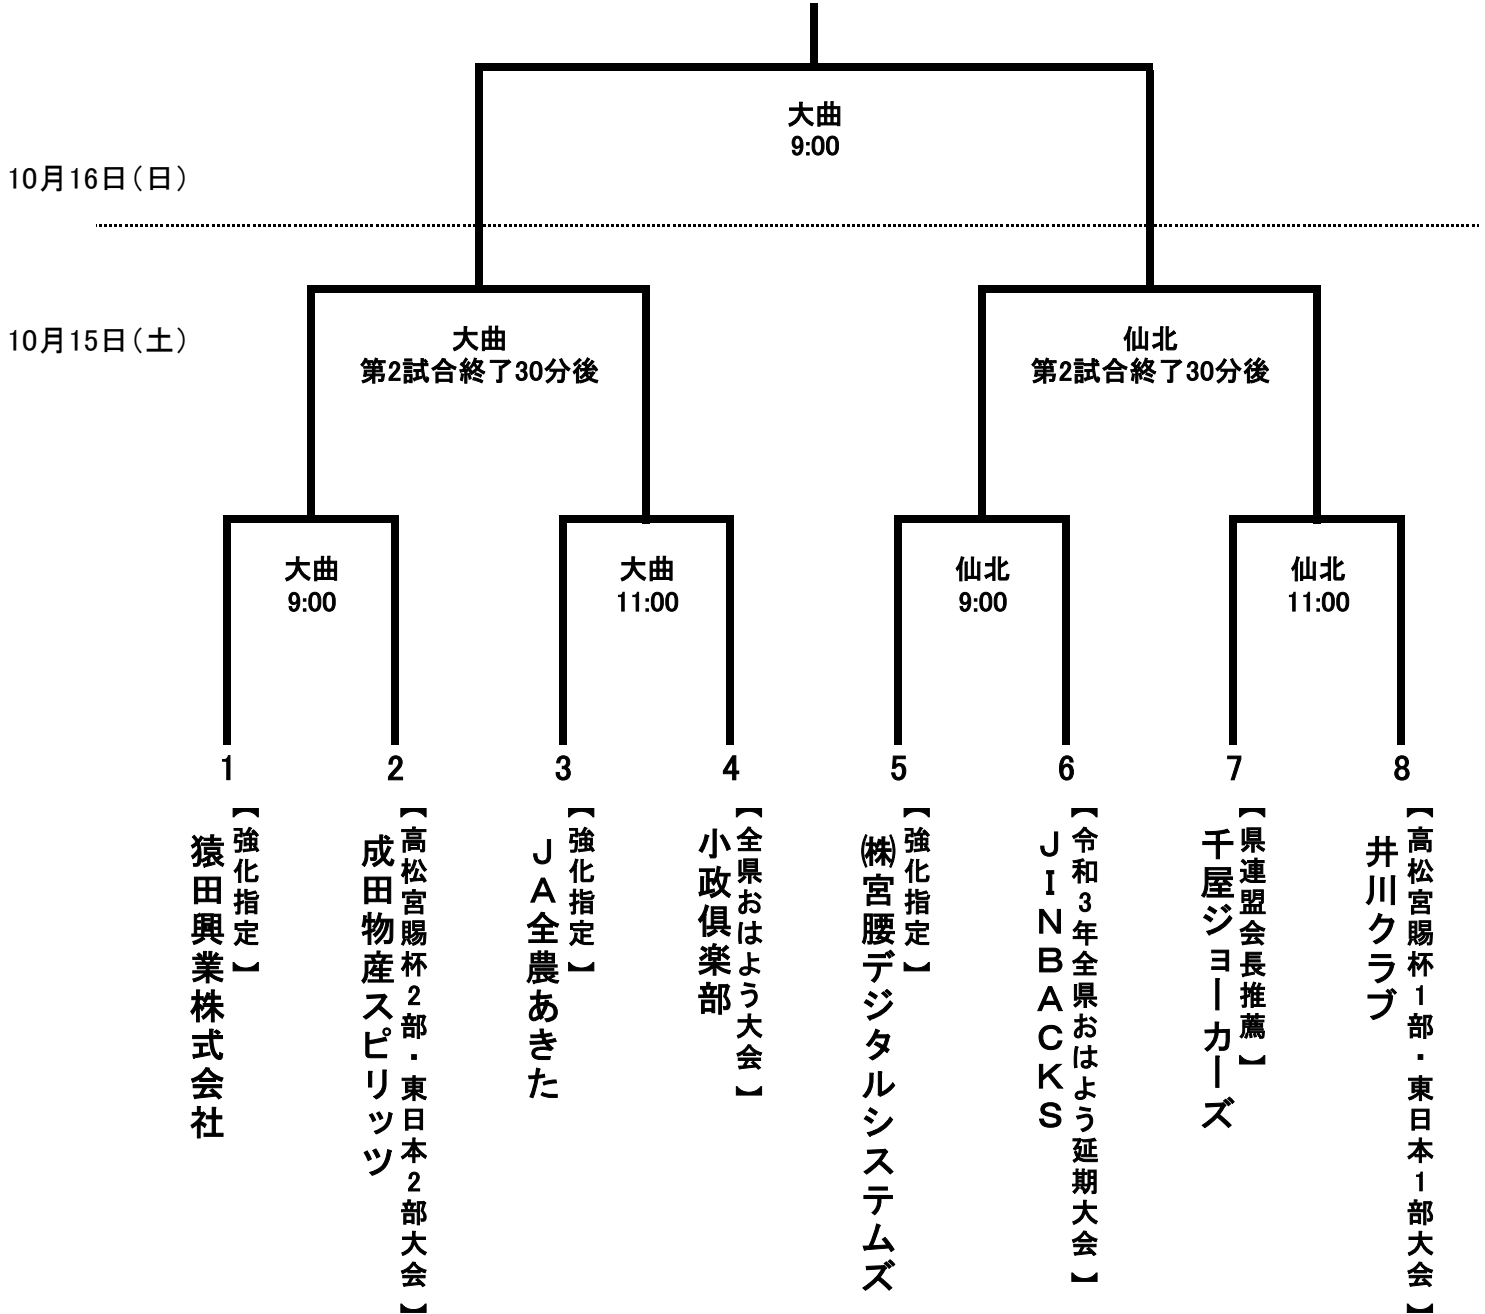 大曲
9:00
10月16日（日）
10月15日（土）
大曲
第2試合終了30分後
仙北
第2試合終了30分後
大曲
9:00
大曲
11:00
仙北
9:00
仙北
11:00
1
2
3
4
5
6
7
8
【強化指定】
猿田興業株式会社
【高松宮賜杯2部・東日本2部大会】
成田物産スピリッツ
【強化指定】
ＪＡ全農あきた
【全県おはよう大会】
小政倶楽部
【強化指定】
㈱宮腰デジタルシステムズ
【令和3年全県おはよう延期大会】
ＪＩＮＢＡＣＫＳ
【県連盟会長推薦】
千屋ジョーカーズ
【高松宮賜杯1部・東日本1部大会】
井川クラブ